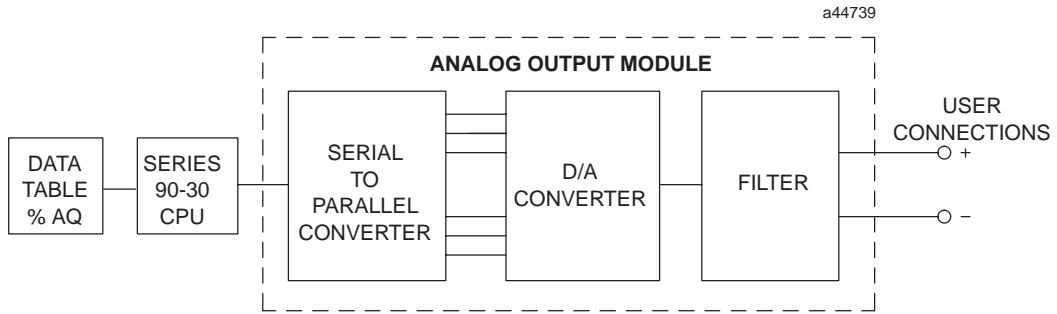 a44739
ANALOG OUTPUT MODULE
DATA
TABLE
% AQ
SERIES
90-30
CPU
SERIAL
TO
PARALLEL
CONVERTER
D/A
CONVERTER
FILTER
USER
CONNECTIONS
+
−